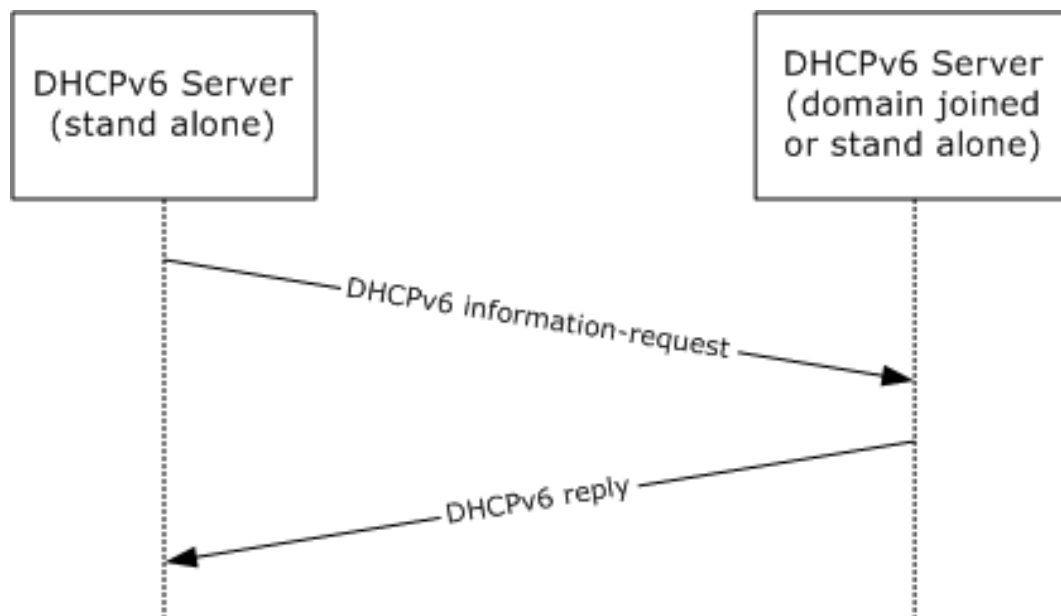 DHCPv6 Server
(stand alone)
DHCPv6 Server
(domain joined
or stand alone)
DHCPv6 information-request
DHCPv6 reply